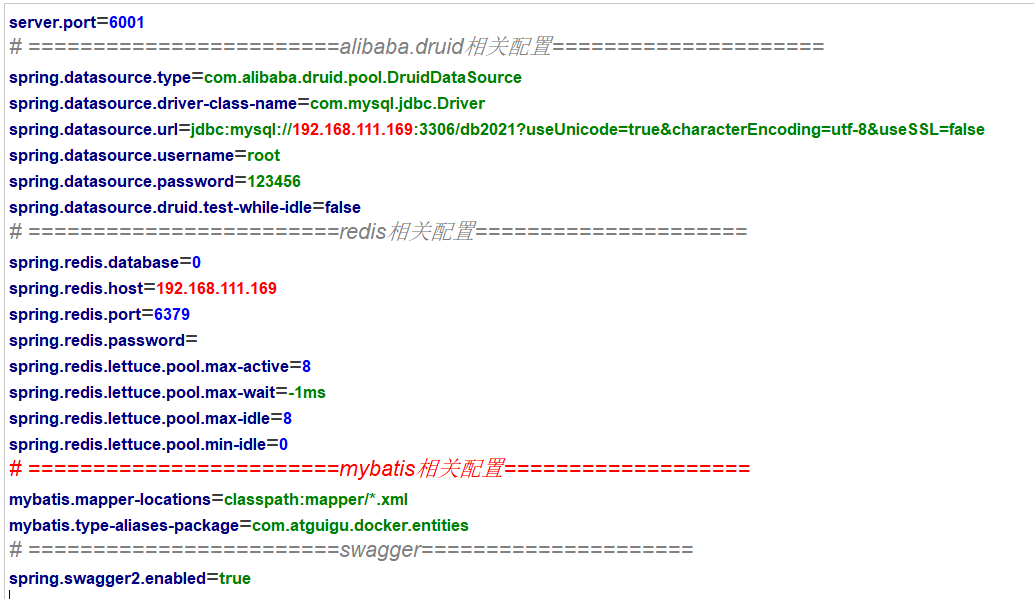 server.port=6001
# ========================alibaba.druid相关配置=====================
spring.datasource.type=com.alibaba.druid.pool.DruidDataSource
spring.datasource.driver-class-name=com.mysql.jdbc.Driver
spring.datasource.url=jdbc:mysql://192.168.111.169:3306/db2021?useUnicode=true&characterEncoding=utf-8&useSSL=false
spring.datasource.username=root
spring.datasource.password=123456
spring.datasource.druid.test-while-idle=false
# ========================redis相关配置=====================
spring.redis.database=0
spring.redis.host=192.168.111.169
spring.redis.port=6379
spring.redis.password=
spring.redis.lettuce.pool.max-active=8
spring.redis.lettuce.pool.max-wait=-1ms
spring.redis.lettuce.pool.max-idle=8
spring.redis.lettuce.pool.min-idle=0
# ========================mybatis相关配置===================
mybatis.mapper-locations=classpath:mapper/*.xml
mybatis.type-aliases-package=com.atguigu.docker.entities
# ========================swagger=====================
spring.swagger2.enabled=true